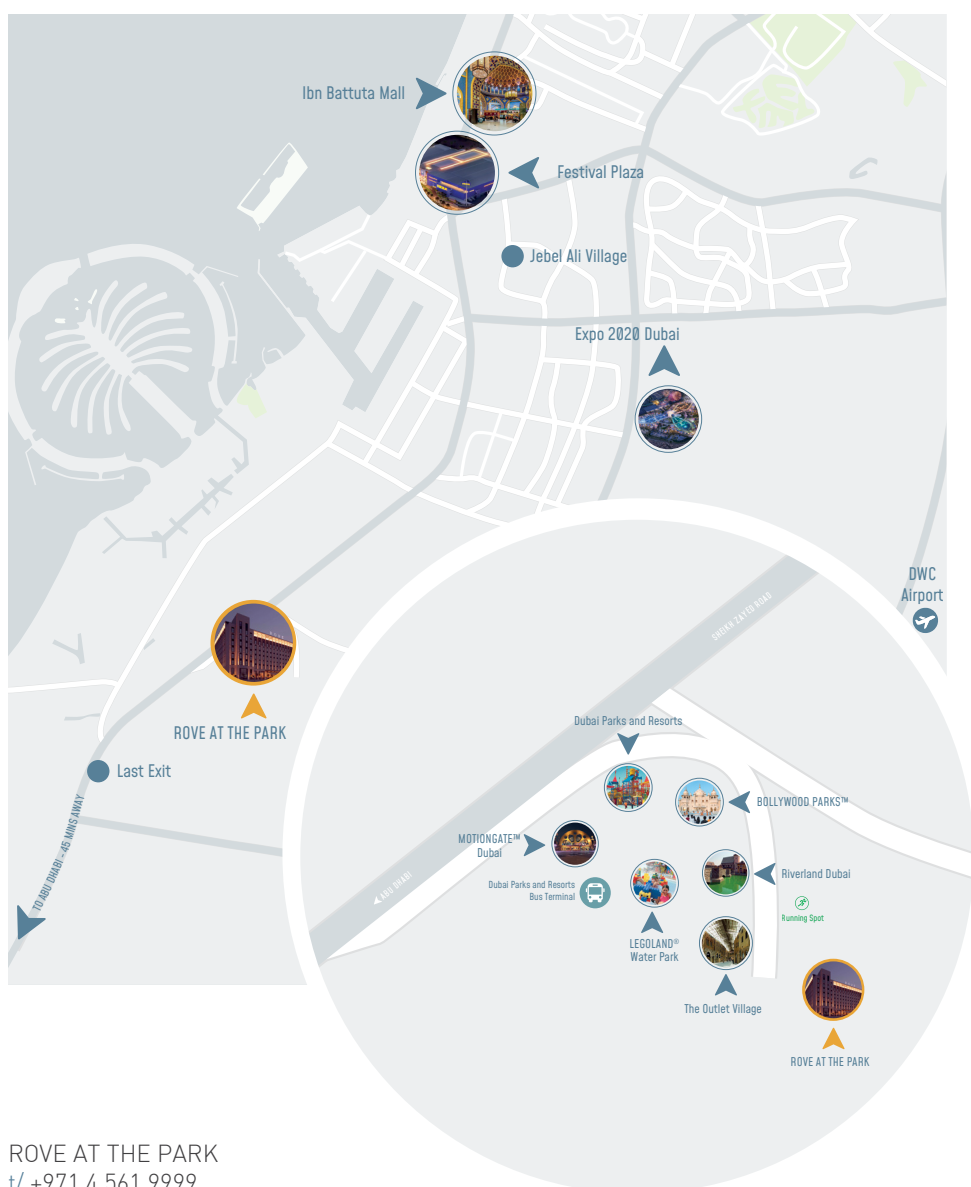 Ibn Battuta Mall
Festival Plaza
Jebel Ali Village
Expo 2020 Dubai
DWC
Airport
SHEIKH ZAYED ROAD
ROVE AT THE PARK
Last Exit
TO ABU DHABI - 45 MINS AWAY
Dubai Parks and Resorts
BOLLYWOOD PARKS™
MOTIONGATE™
Dubai
Riverland Dubai
Dubai Parks and Resorts
Bus Terminal
ABU DHABI
Running Spot
LEGOLAND®
Water Park
The Outlet Village
ROVE AT THE PARK
ROVE AT THE PARK
t/ +971 4 561 9999